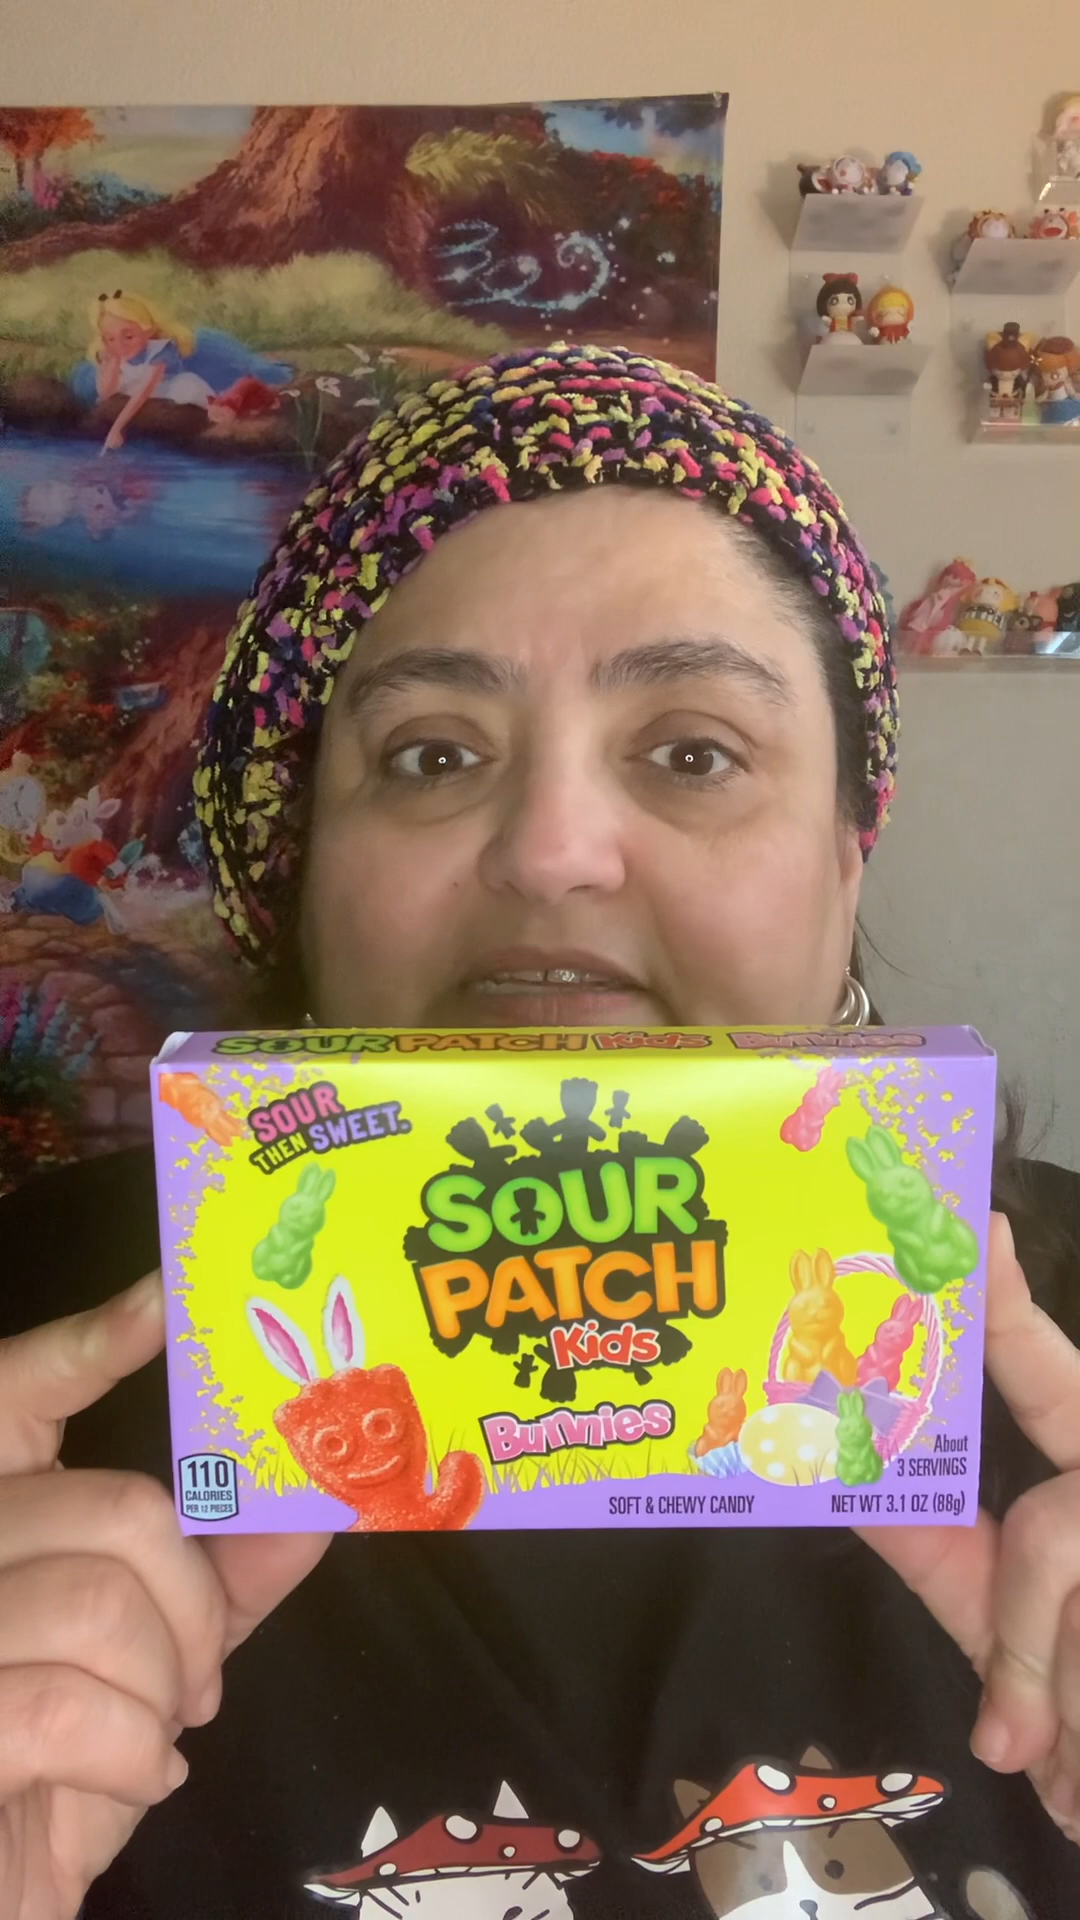 SOUR PATCH Kids Bunnies
SOUR
THEN SWEET.
SOUR
PATCH
Kids
Bunnies
About
3 SERVINGS
110
CALORIES
PER 12 PIECES
SOFT & CHEWY CANDY
NET WT 3.1 OZ (88g)